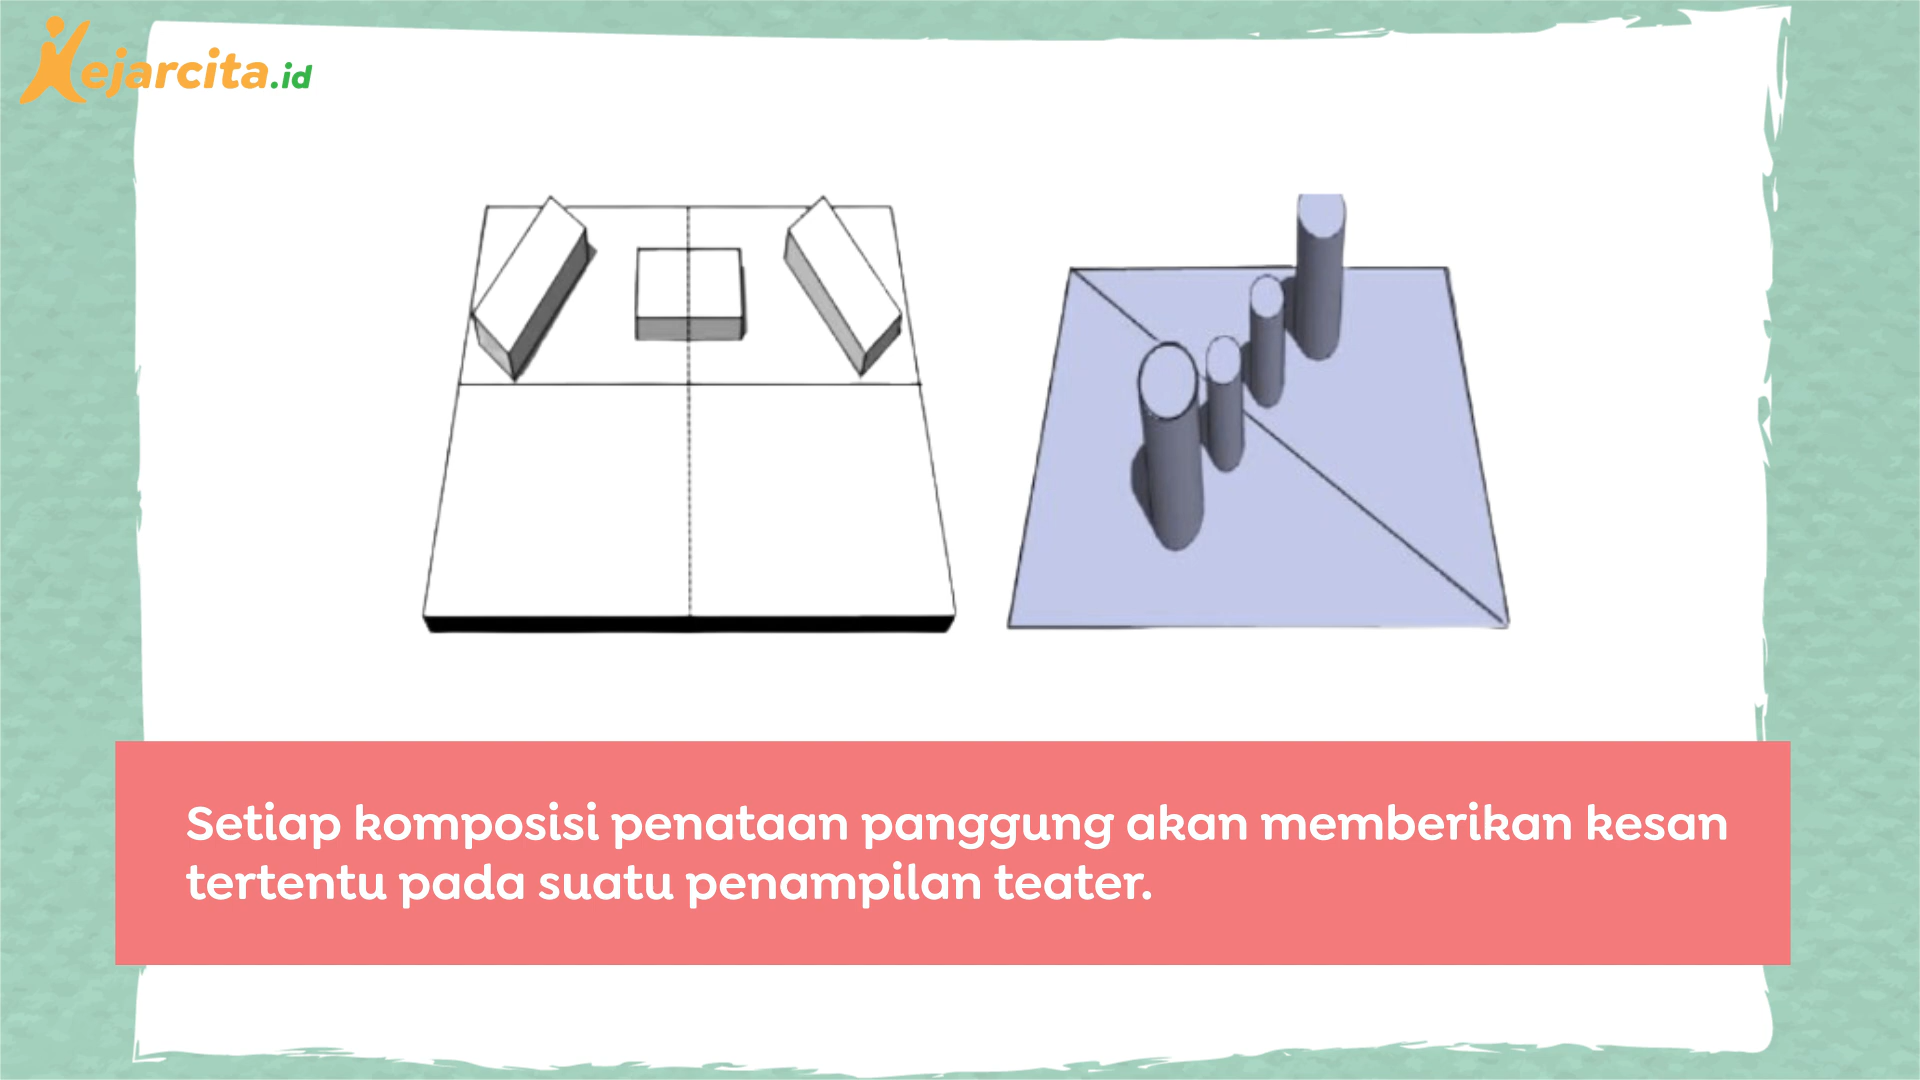 Kejarcita.id
Setiap komposisi penataan panggung akan memberikan kesan
tertentu pada suatu penampilan teater.